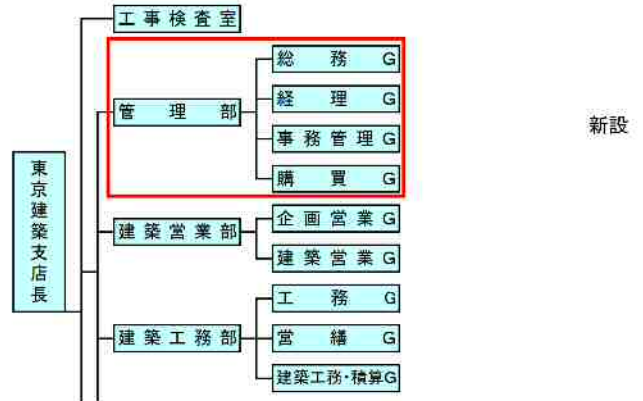 工事検査室
総務G
管理部
経理G
事務管理G
購買G
新設
東京建築支店長
建築営業部
企画営業G
建築営業G
建築工務部
工務G
営繕G
建築工務・積算G